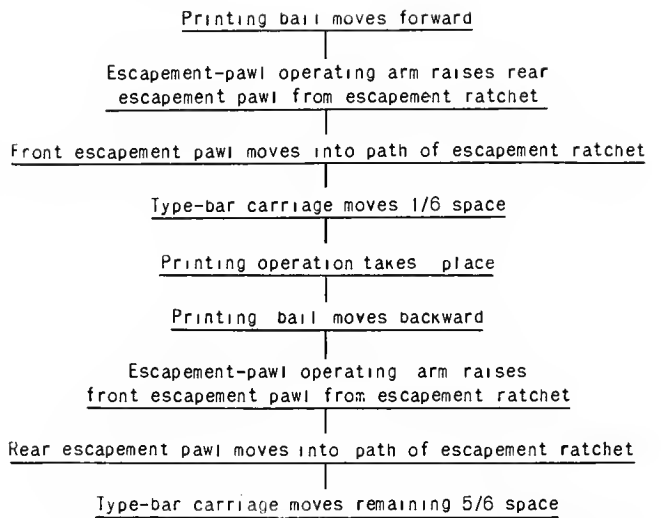 Printing bail moves forward
Escapement-pawl operating arm raises rear
escapement pawl from escapement ratchet
Front escapement pawl moves into path of escapement ratchet
Type-bar carriage moves 1/6 space
Printing operation takes place
Printing bail moves backward
Escapement-pawl operating arm raises
front escapement pawl from escapement ratchet
Rear escapement pawl moves into path of escapement ratchet
Type-bar carriage moves remaining 5/6 space